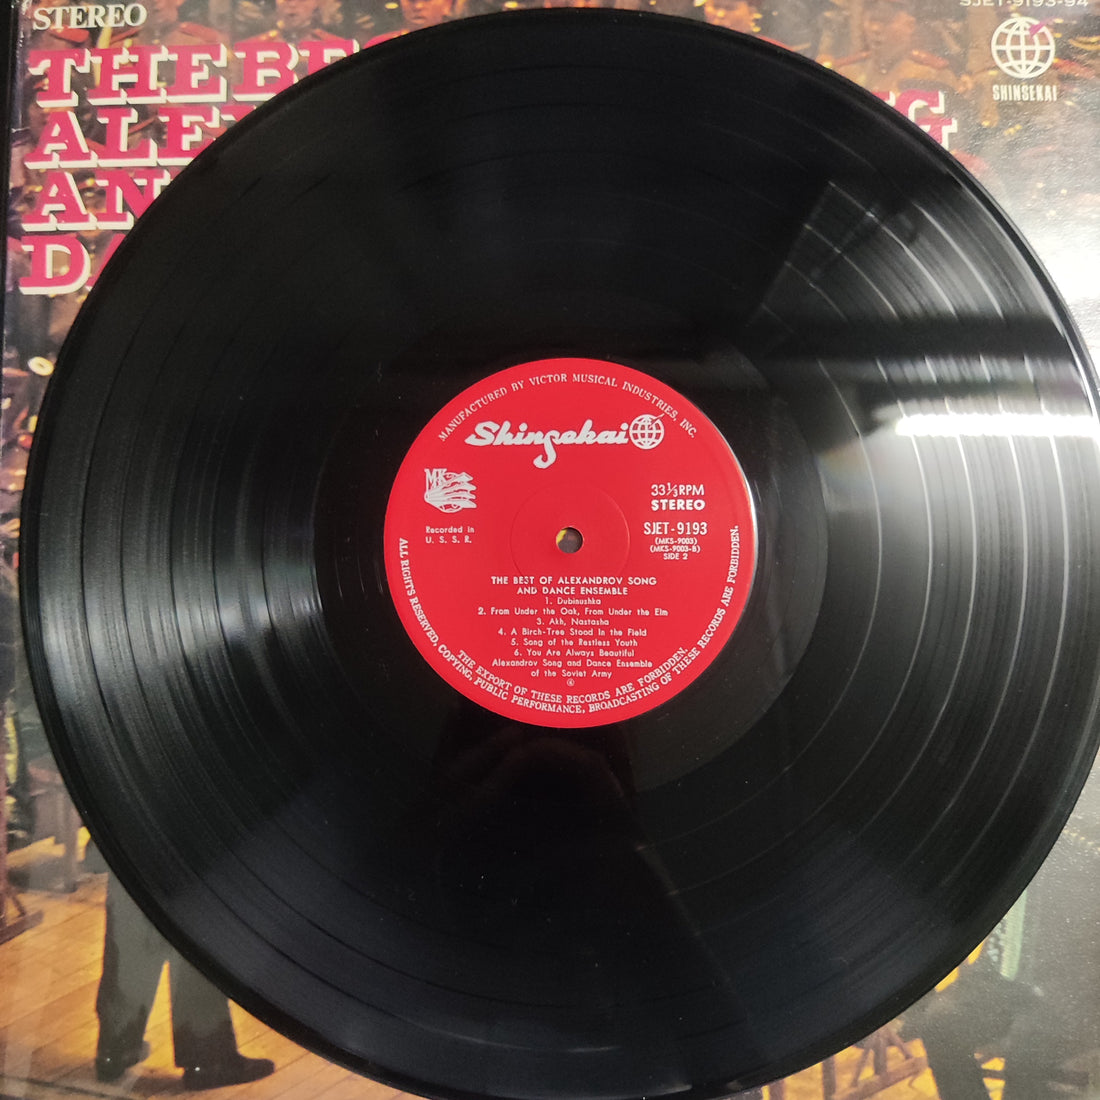 STEREO
SJET-9193-94
SHINSEKAI
MANUFACTURED BY VICTOR MUSICAL INDUSTRIES, INC.
Shinsekai
MK
33⅓RPM
STEREO
Recorded in
U. S. S. R.
SJET-9193
(MKS-9003)
(MKS-9003-B)
SIDE 2
THE BEST OF ALEXANDROV SONG
AND DANCE ENSEMBLE
1. Dubinushka
2. From Under the Oak, From Under the Elm
3. Akh, Nastasha
4. A Birch-Tree Stood in the Field
5. Song of the Restless Youth
6. You Are Always Beautiful
Alexandrov Song and Dance Ensemble
of the Soviet Army
ALL RIGHTS RESERVED, COPYING, PUBLIC PERFORMANCE, BROADCASTING OF THESE RECORDS ARE FORBIDDEN.
THE EXPORT OF THESE RECORDS ARE FORBIDDEN.